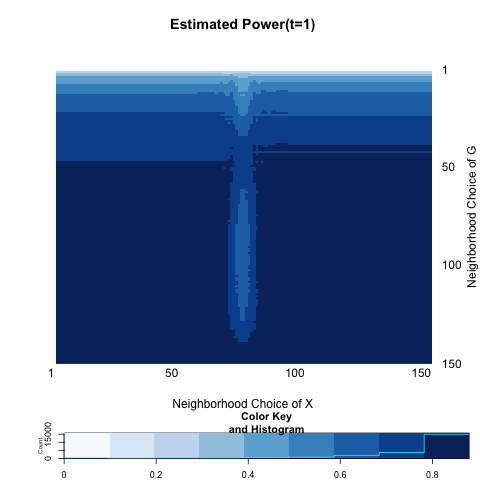 Estimated Power(t=1)
1
50
100
150
Neighborhood Choice of G
1
50
100
150
Neighborhood Choice of X
Color Key
and Histogram
Count
0
15000
0
0.2
0.4
0.6
0.8